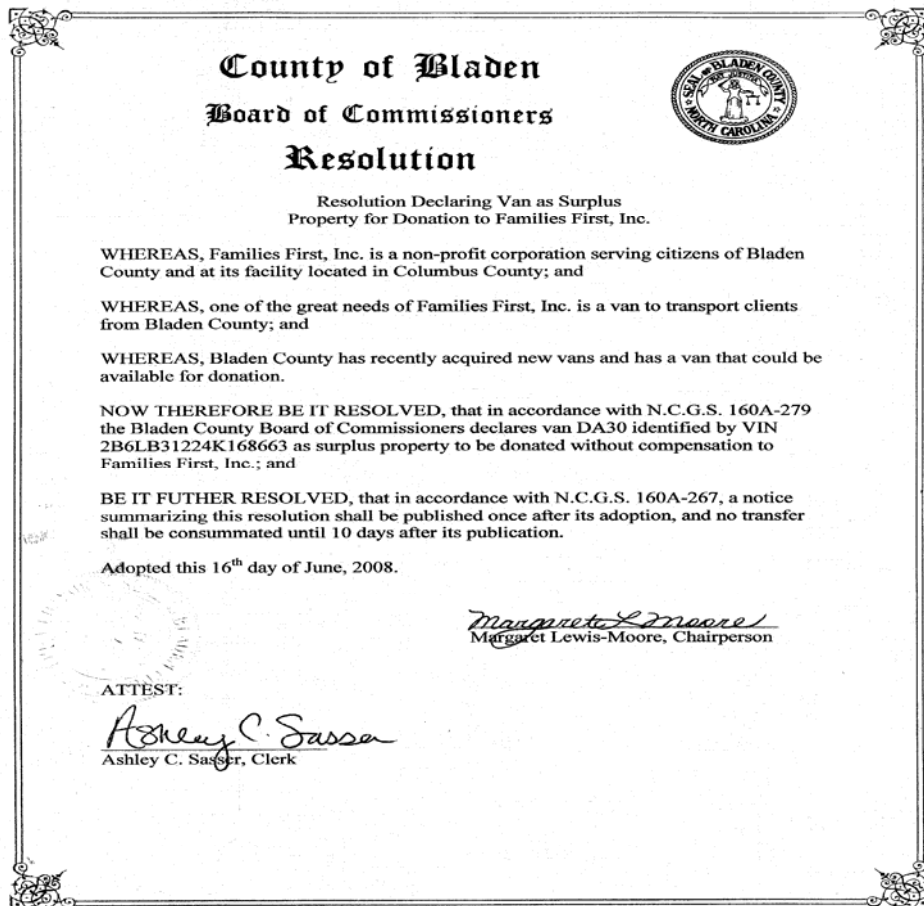 County of Bladen
Board of Commissioners
Resolution
SEAL OF BLADEN COUNTY
NORTH CAROLINA
Resolution Declaring Van as Surplus
Property for Donation to Families First, Inc.
WHEREAS, Families First, Inc. is a non-profit corporation serving citizens of Bladen
County and at its facility located in Columbus County; and
WHEREAS, one of the great needs of Families First, Inc. is a van to transport clients
from Bladen County; and
WHEREAS, Bladen County has recently acquired new vans and has a van that could be
available for donation.
NOW THEREFORE BE IT RESOLVED, that in accordance with N.C.G.S. 160A-279
the Bladen County Board of Commissioners declares van DA30 identified by VIN
2B6LB31224K168663 as surplus property to be donated without compensation to
Families First, Inc.; and
BE IT FUTHER RESOLVED, that in accordance with N.C.G.S. 160A-267, a notice
summarizing this resolution shall be published once after its adoption, and no transfer
shall be consummated until 10 days after its publication.
Adopted this 16th day of June, 2008.
Margaret L Moore
Margaret Lewis-Moore, Chairperson
ATTEST:
Ashley C. Sasser
Ashley C. Sasser, Clerk